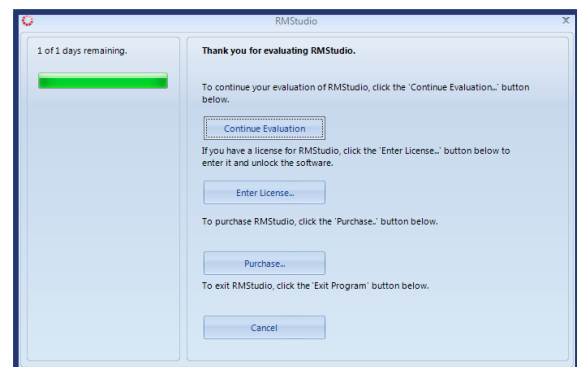 RMStudio
x
1 of 1 days remaining.
Thank you for evaluating RMStudio.
To continue your evaluation of RMStudio, click the 'Continue Evaluation..' button
below.
Continue Evaluation
If you have a license for RMStudio, click the 'Enter License..' button below to
enter it and unlock the software.
Enter License...
To purchase RMStudio, click the 'Purchase..' button below.
Purchase...
To exit RMStudio, click the 'Exit Program' button below.
Cancel